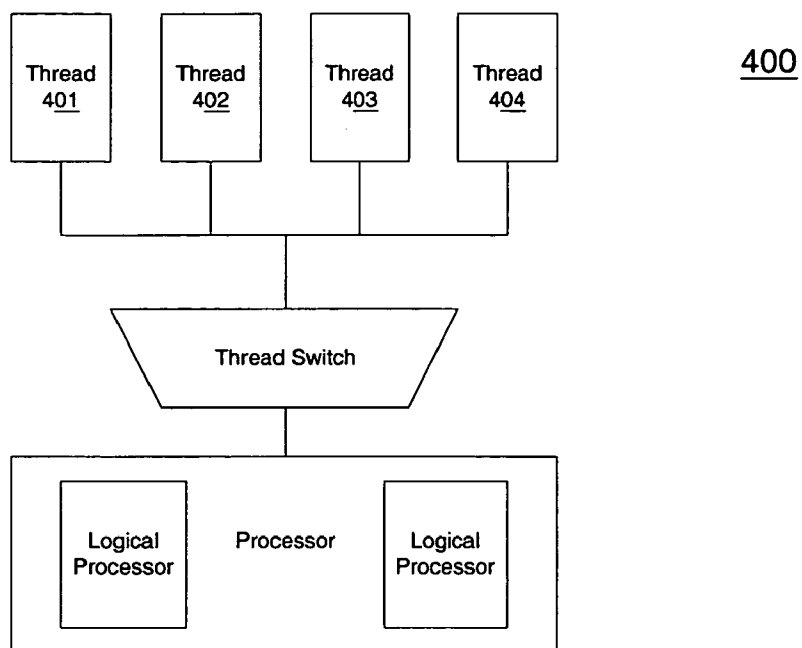 400
Thread
401
Thread
402
Thread
403
Thread
404
Thread Switch
Logical
Processor
Processor
Logical
Processor